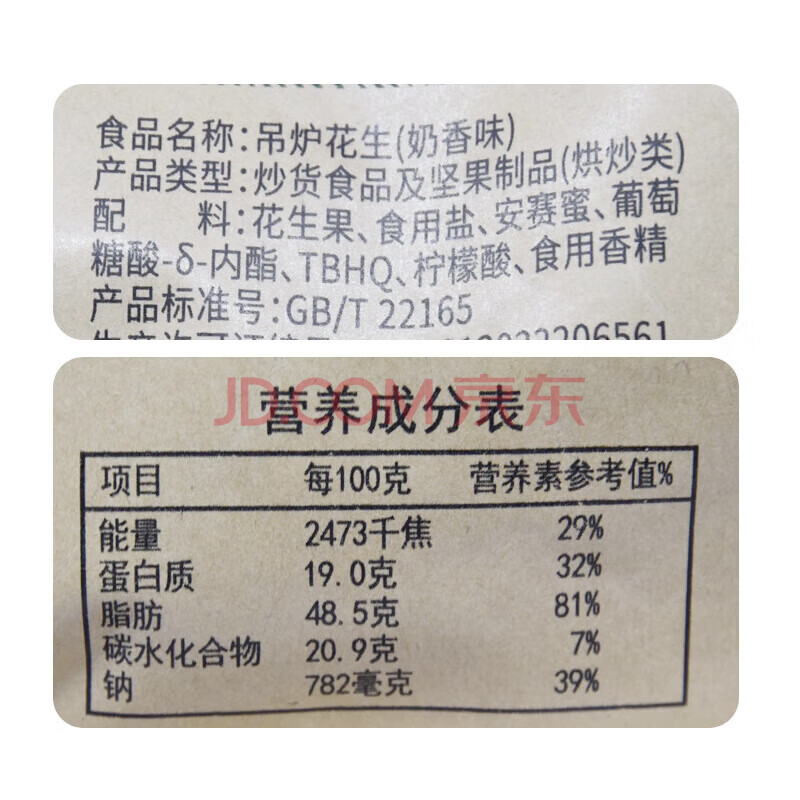 食品名称:吊炉花生(奶香味)
产品类型:炒货食品及坚果制品(烘炒类)
配 料:花生果、食用盐、安赛蜜、葡萄
糖酸-δ-内酯、TBHQ、柠檬酸、食用香精
产品标准号:GB/T 22165
JD.COM 京东
营养成分表
项目 每100克 营养素参考值%
能量 2473千焦 29%
蛋白质 19.0克 32%
脂肪 48.5克 81%
碳水化合物 20.9克 7%
钠 782毫克 39%